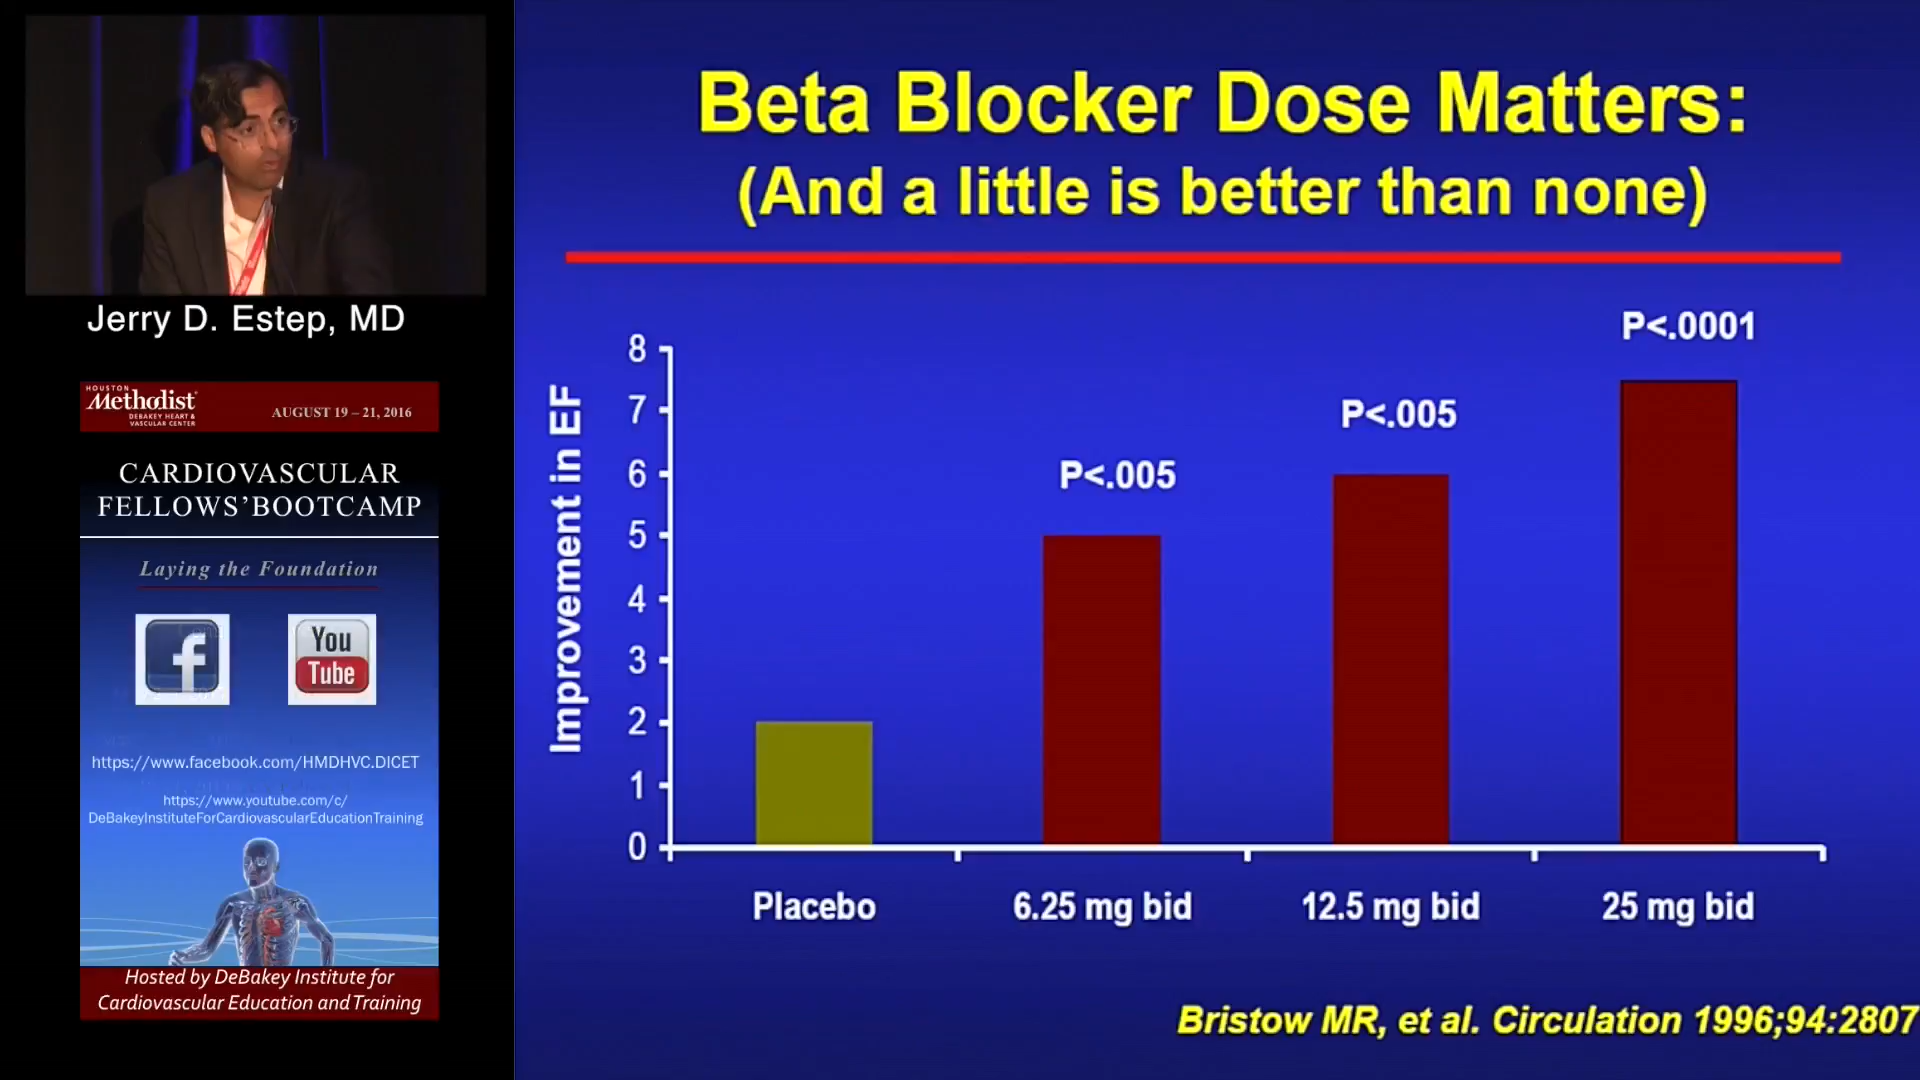 Jerry D. Estep, MD
HOUSTON
Methodist
DEBAKEY HEART &
VASCULAR CENTER
AUGUST 19 – 21, 2016
CARDIOVASCULAR
FELLOWS'BOOTCAMP
Laying the Foundation
f
You
Tube
https://www.facebook.com/HMDHVC.DICET
https://www.youtube.com/c/
DeBakeyInstituteForCardiovascularEducationTraining
Hosted by DeBakey Institute for
Cardiovascular Education and Training
Beta Blocker Dose Matters:
(And a little is better than none)
Improvement in EF
8
7
6
5
4
3
2
1
0
P<.005
P<.005
P<.0001
Placebo
6.25 mg bid
12.5 mg bid
25 mg bid
Bristow MR, et al. Circulation 1996;94:2807